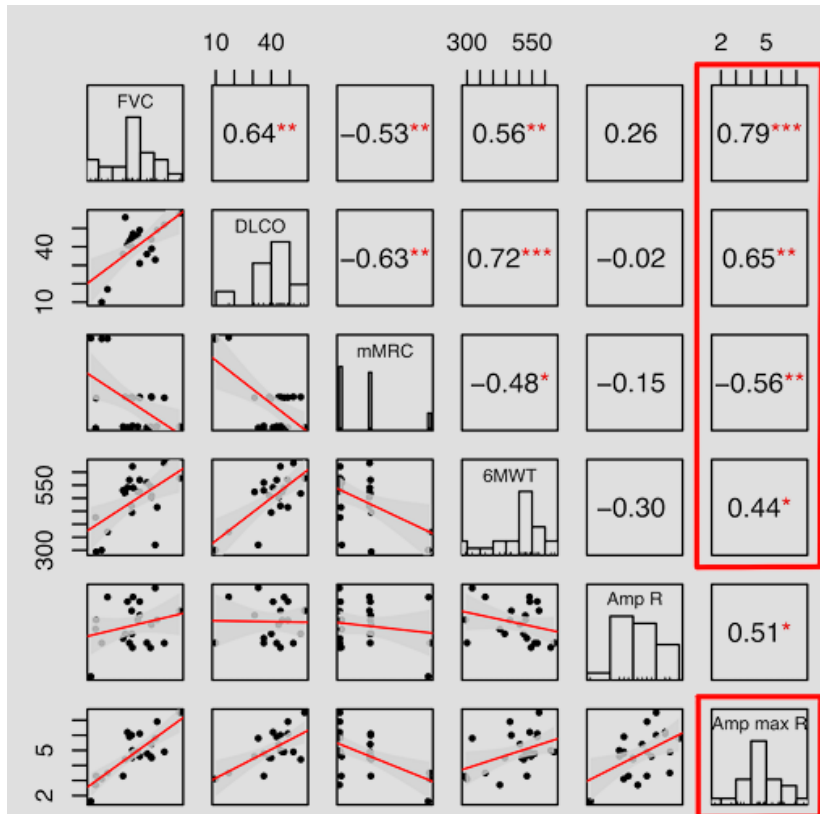 10 40 300 550 2 5
FVC 0.64** −0.53** 0.56** 0.26 0.79***
40 10 DLCO −0.63** 0.72*** −0.02 0.65**
mMRC −0.48* −0.15 −0.56**
550 300 6MWT −0.30 0.44*
Amp R 0.51*
5 2 Amp max R